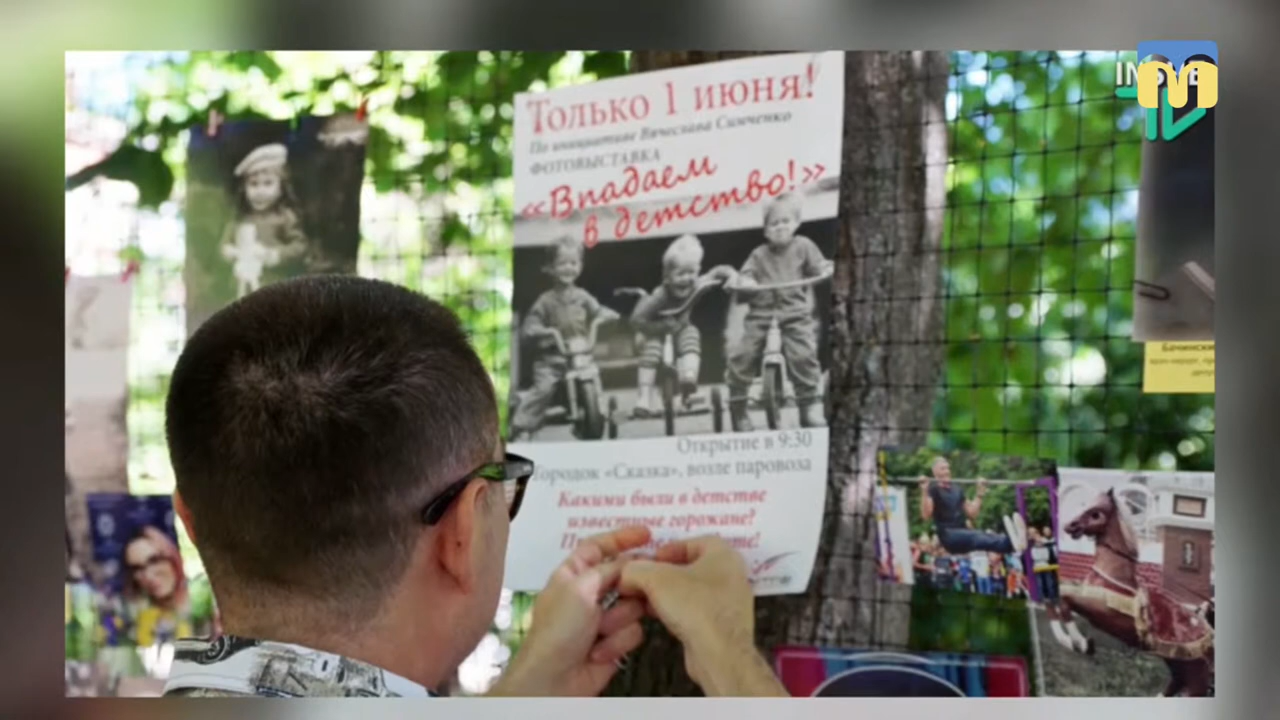 Только 1 июня!
По инициативе Вячеслава Симченко
ФОТОВЫСТАВКА
«Впадаем
в детство!»
Открытие в 9:30
Городок «Сказка», возле паровоза
Какими были в детстве
известные горожане?